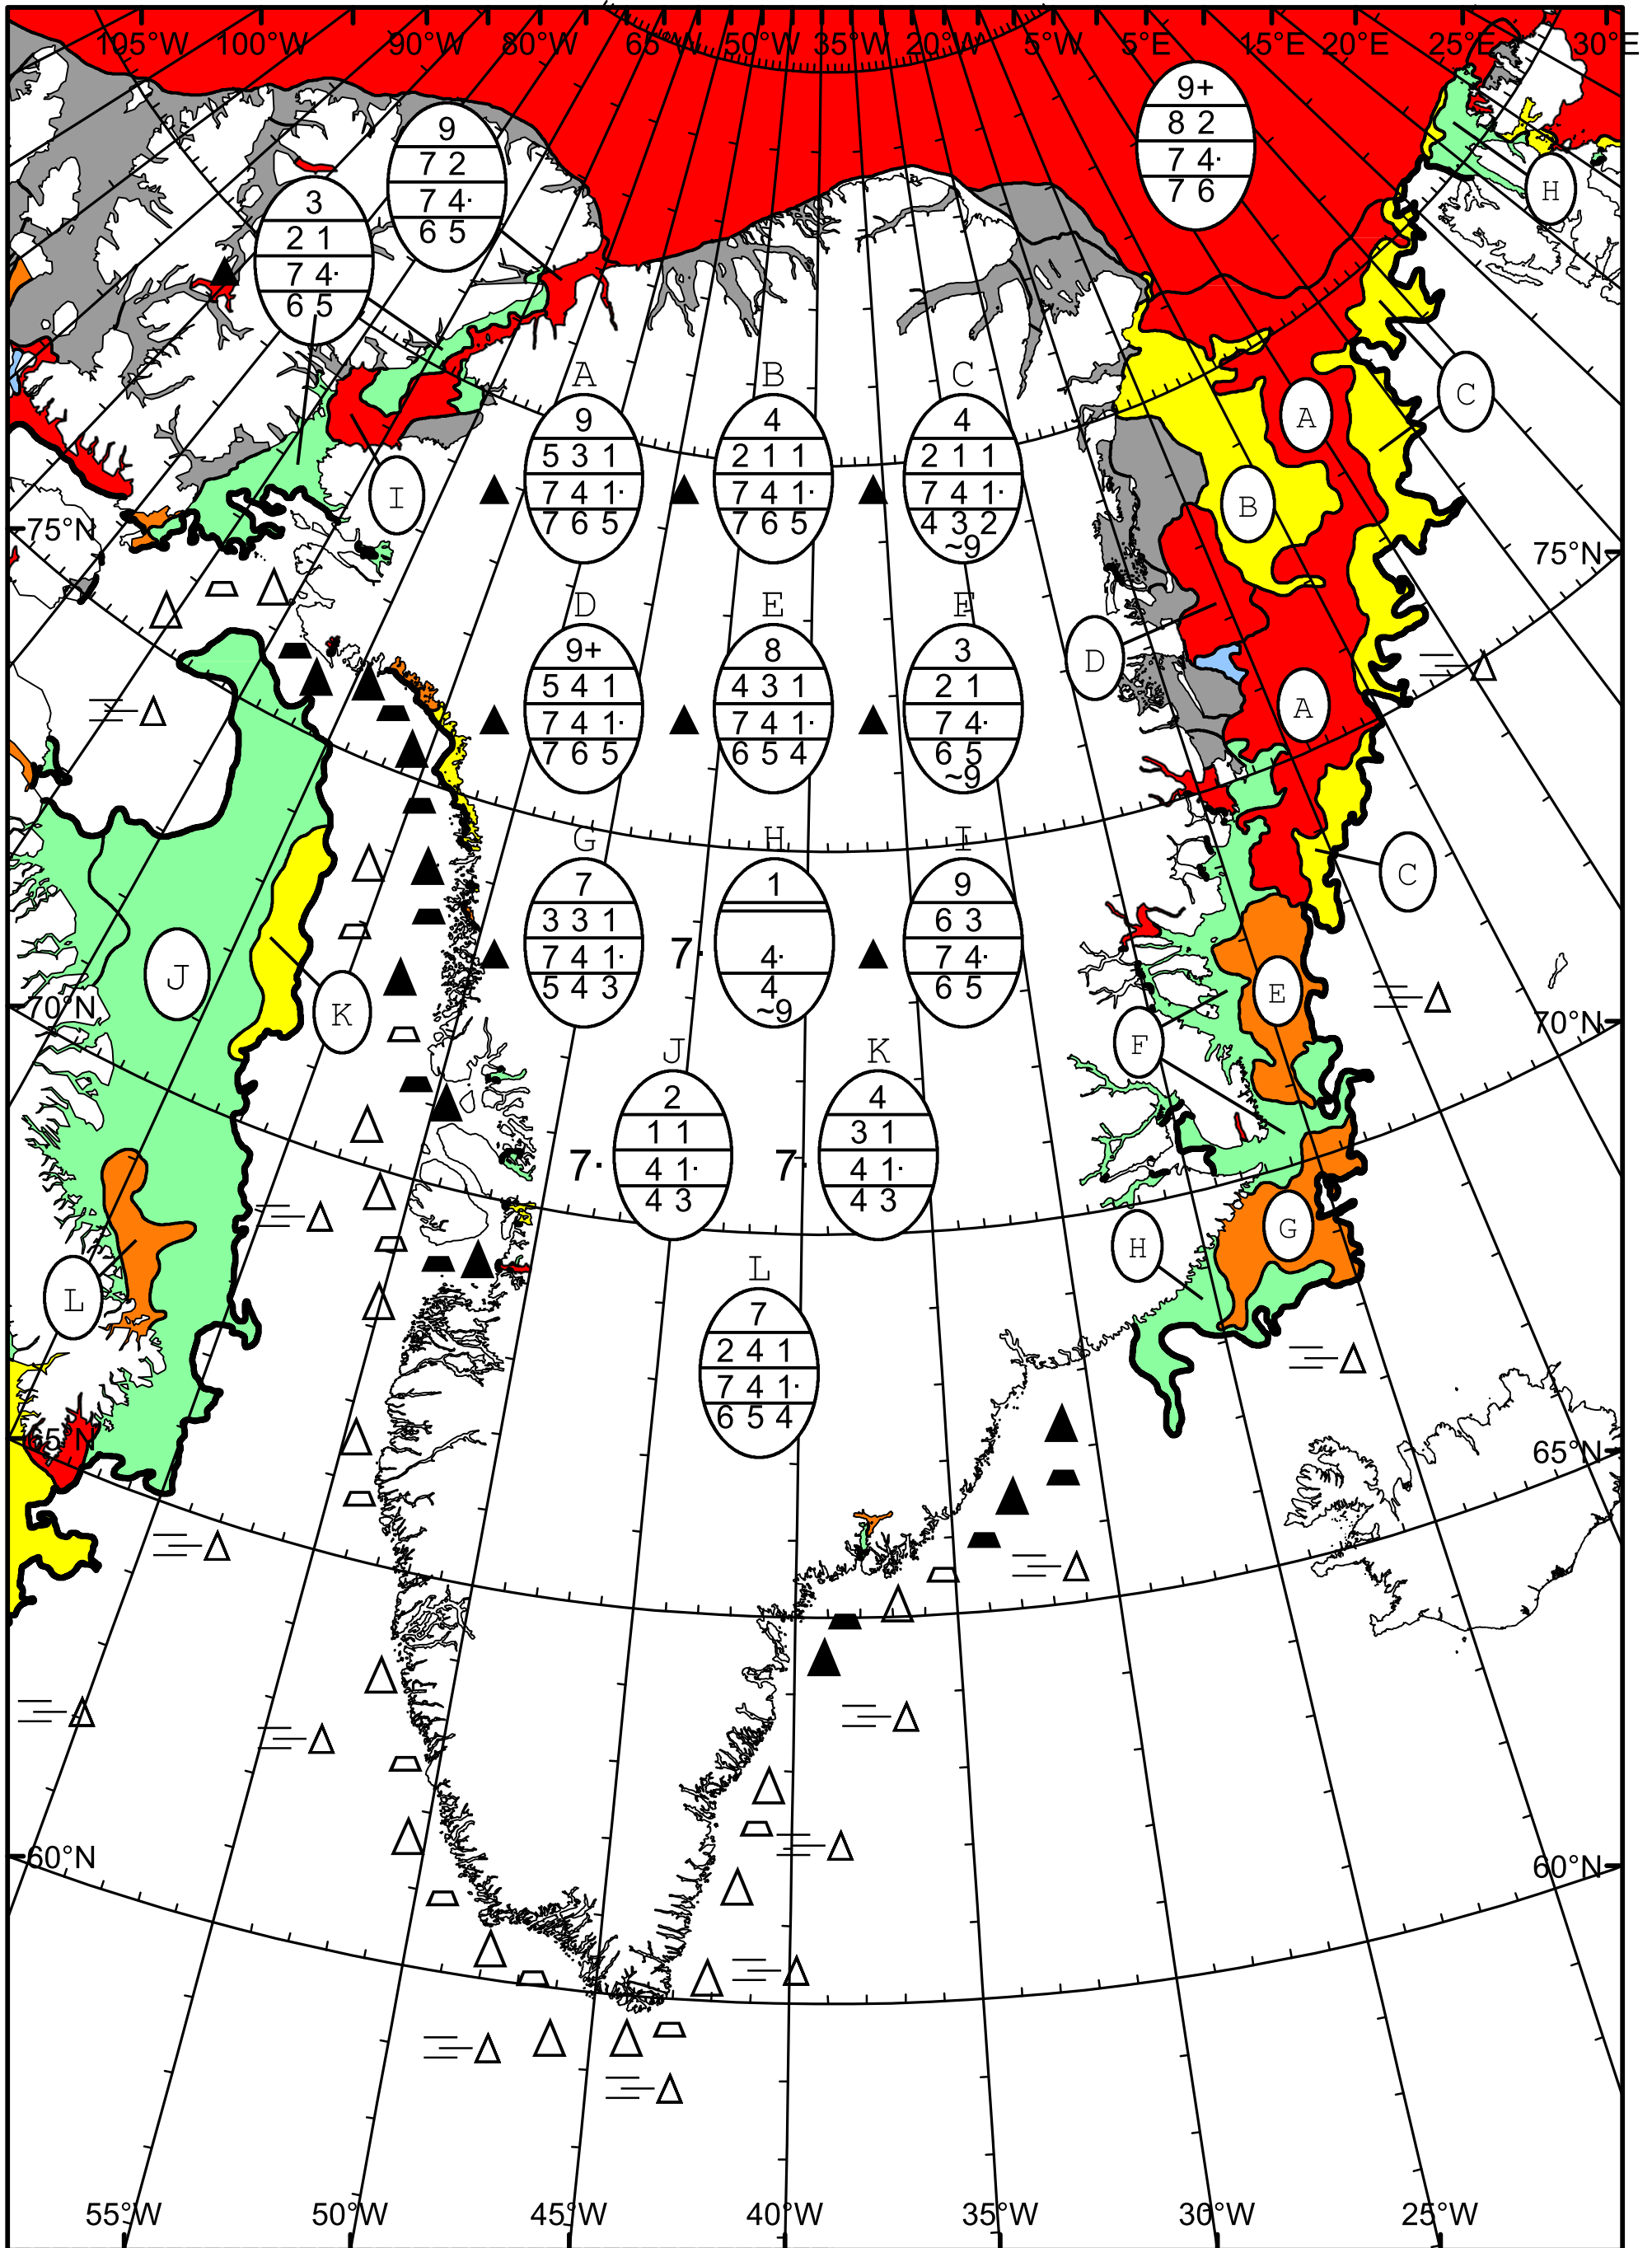 105°W 100°W 90°W 80°W 65°W 50°W 35°W 20°W 5°W 5°E 15°E 20°E 25°E 30°E
9+
8 2
7 4·
7 6
9
7 2
7 4·
6 5
H
3
2 1
7 4·
6 5
A B C
C
A
9 4 4
5 3 1 2 1 1 2 1 1
7 4 1· 7 4 1· 7 4 1·
7 6 5 7 6 5 4 3 2
~9
I
B
75°N 75°N
D E F
D
A
9+ 8 3
5 4 1 4 3 1 2 1
7 4 1· 7 4 1· 7 4·
7 6 5 6 5 4 6 5
~9
G H I
C
7 1 9
3 3 1 6 3
7· 
7 4 1· 4· 7 4·
5 4 3 4 6 5
~9
J
K
E
70°N 70°N
F
J K
2 4
1 1 3 1
7· 4 1· 7· 4 1·
4 3 4 3
G
H
L
L
7
2 4 1
7 4 1·
6 5 4
65°N 65°N
60°N 60°N
55°W 50°W 45°W 40°W 35°W 30°W 25°W